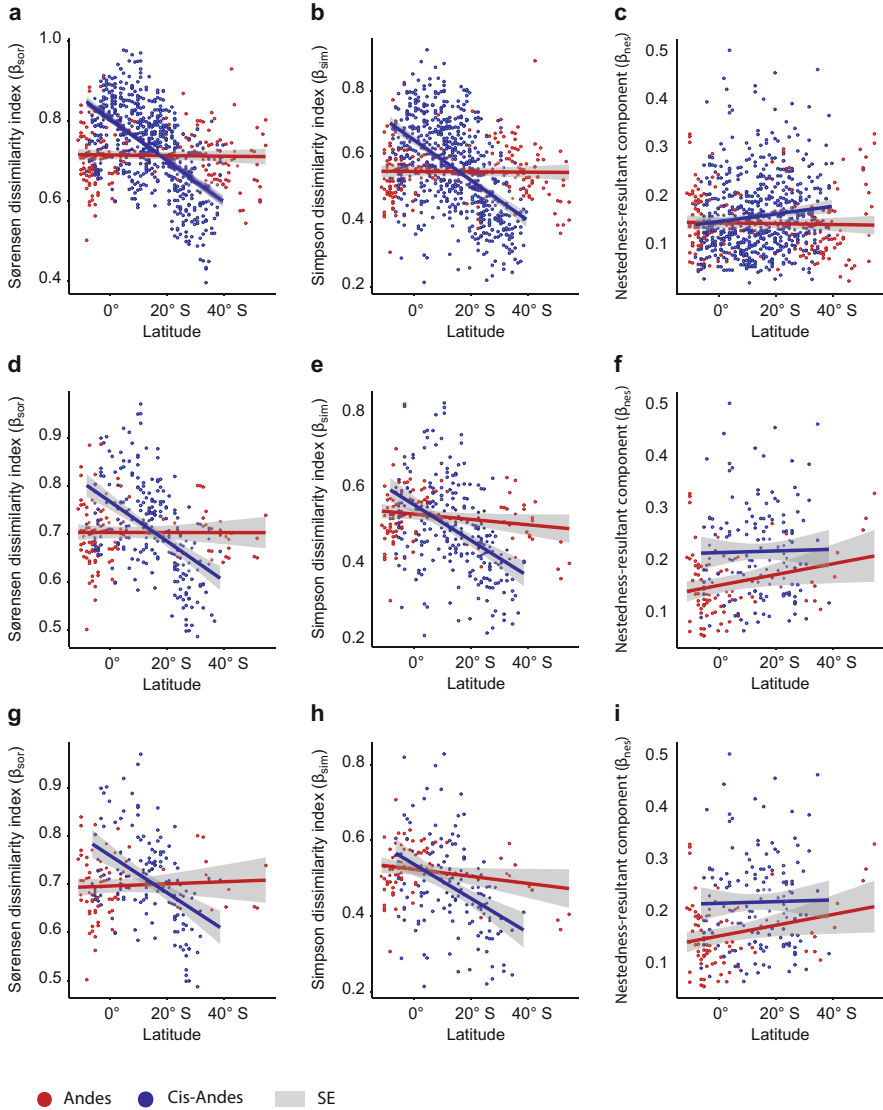 a
Sørensen dissimilarity index (βsor)
1.0
0.8
0.6
0.4
0° 20° S 40° S
Latitude
b
Simpson dissimilarity index (βsim)
0.8
0.6
0.4
0.2
0° 20° S 40° S
Latitude
c
Nestedness-resultant component (βnes)
0.5
0.4
0.3
0.2
0.1
0° 20° S 40° S
Latitude
d
Sørensen dissimilarity index (βsor)
0.9
0.8
0.7
0.6
0.5
0° 20° S 40° S
Latitude
e
Simpson dissimilarity index (βsim)
0.8
0.6
0.4
0.2
0° 20° S 40° S
Latitude
f
Nestedness-resultant component (βnes)
0.5
0.4
0.3
0.2
0.1
0° 20° S 40° S
Latitude
g
Sørensen dissimilarity index (βsor)
0.9
0.8
0.7
0.6
0.5
0° 20° S 40° S
Latitude
h
Simpson dissimilarity index (βsim)
0.8
0.6
0.4
0.2
0° 20° S 40° S
Latitude
i
Nestedness-resultant component (βnes)
0.5
0.4
0.3
0.2
0.1
0° 20° S 40° S
Latitude
Andes Cis-Andes SE